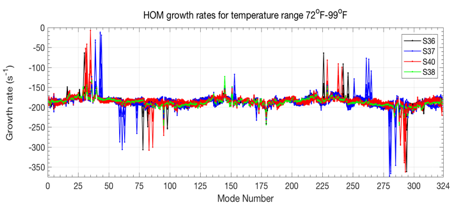 HOM growth rates for temperature range 72°F-99°F
Growth rate (s⁻¹)
0
-50
-100
-150
-200
-250
-300
-350
S36
S37
S40
S38
0 25 50 75 100 125 150 175 200 225 250 275 300 324
Mode Number